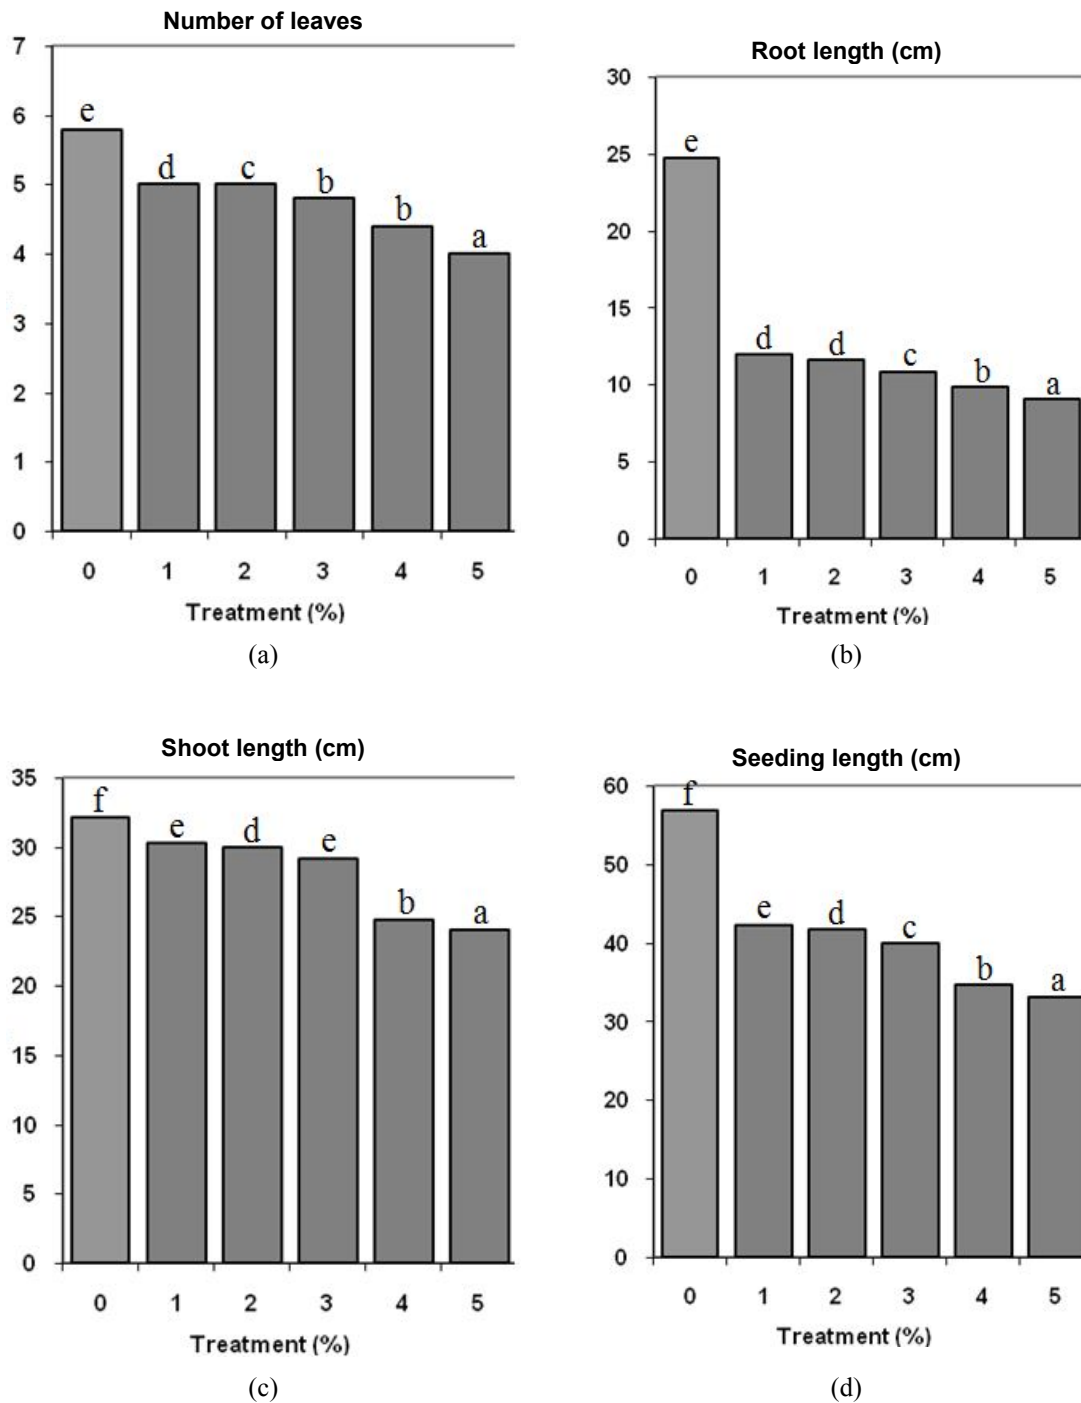 Number of leaves
7
6
5
4
3
2
1
0
e
d
c
b
b
a
0 1 2 3 4 5
Treatment (%)
(a)
Root length (cm)
30
25
20
15
10
5
0
e
d
d
c
b
a
0 1 2 3 4 5
Treatment (%)
(b)
Shoot length (cm)
35
30
25
20
15
10
5
0
f
e
d
e
b
a
0 1 2 3 4 5
Treatment (%)
(c)
Seeding length (cm)
60
50
40
30
20
10
0
f
e
d
c
b
a
0 1 2 3 4 5
Treatment (%)
(d)